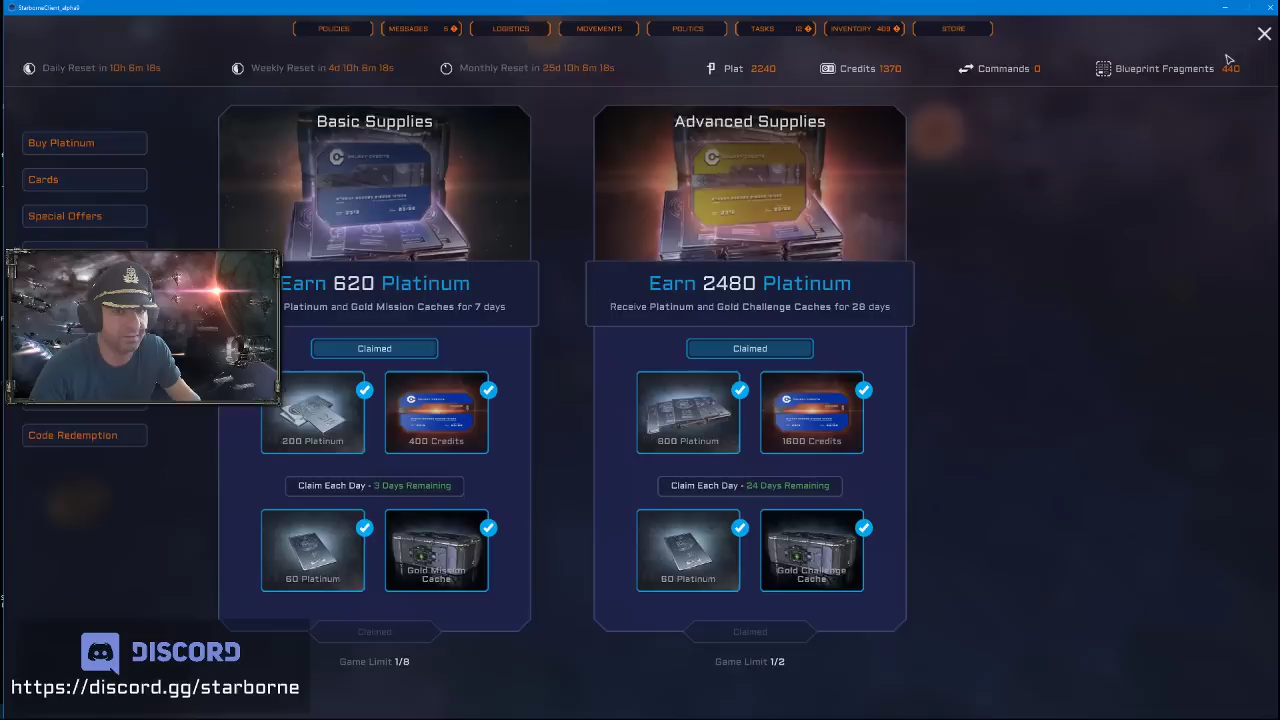 StarborneClient_alpha9
POLICIES
MESSAGES 5
LOGISTICS
MOVEMENTS
POLITICS
TASKS 12
INVENTORY 403
STORE
Daily Reset in 10h 6m 18s
Weekly Reset in 4d 10h 6m 18s
Monthly Reset in 25d 10h 6m 18s
Plat 2240
Credits 1370
Commands 0
Blueprint Fragments 440
Buy Platinum
Cards
Special Offers
Code Redemption
Basic Supplies
Earn 620 Platinum
Platinum and Gold Mission Caches for 7 days
Claimed
200 Platinum
400 Credits
Claim Each Day - 3 Days Remaining
60 Platinum
Gold Mission
Cache
Claimed
Game Limit 1/8
Advanced Supplies
Earn 2480 Platinum
Receive Platinum and Gold Challenge Caches for 28 days
Claimed
800 Platinum
1600 Credits
Claim Each Day - 24 Days Remaining
60 Platinum
Gold Challenge
Cache
Claimed
Game Limit 1/2
DISCORD
https://discord.gg/starborne